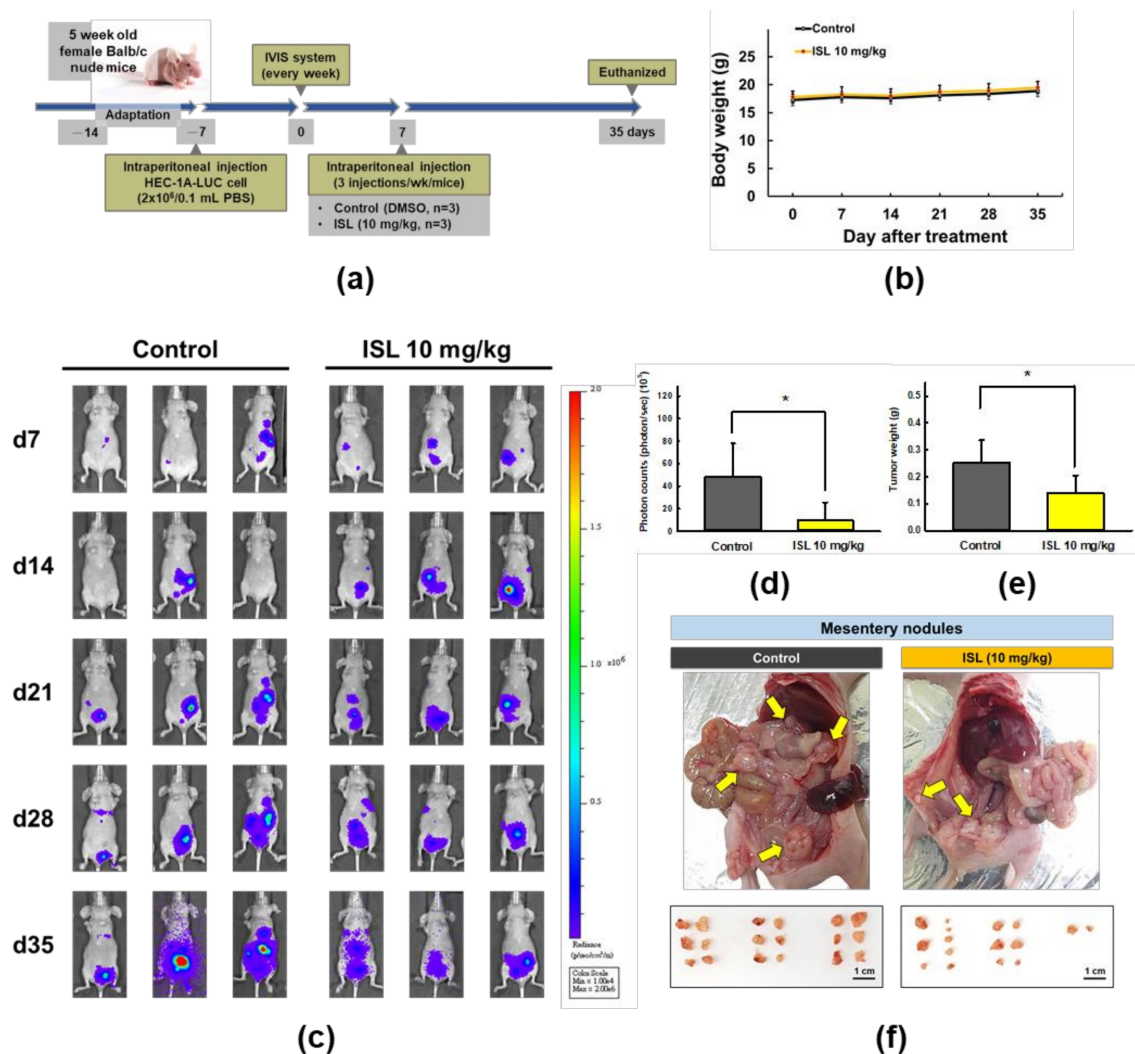 5 week old
female Balb/c
nude mice
Adaptation
—14
—7
0
7
35 days
IVIS system
(every week)
Euthanized
Intraperitoneal injection
HEC-1A-LUC cell
(2x10⁶/0.1 mL PBS)
Intraperitoneal injection
(3 injections/wk/mice)
• Control (DMSO, n=3)
• ISL (10 mg/kg, n=3)
(a)
Control
ISL 10 mg/kg
Body weight (g)
30
25
20
15
10
5
0
0 7 14 21 28 35
Day after treatment
(b)
Control
ISL 10 mg/kg
d7
d14
d21
d28
d35
2.0
1.5
1.0 x10⁶
0.5
Radiance
(p/sec/cm²/sr)
Color Scale
Min = 1.00e4
Max = 2.00e6
(c)
Photon counts (photon/sec) (10⁵)
120
100
80
60
40
20
0
*
Control
ISL 10 mg/kg
(d)
Tumor weight (g)
0.5
0.4
0.3
0.2
0.1
0.0
*
Control
ISL 10 mg/kg
(e)
Mesentery nodules
Control
ISL (10 mg/kg)
1 cm
1 cm
(f)